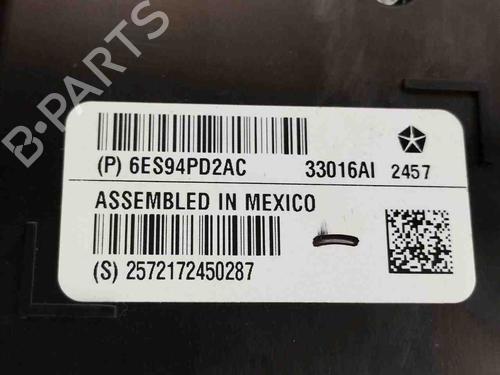 B-PARTS
(P) 6ES94PD2AC 33016AI 2457
ASSEMBLED IN MEXICO
(S) 2572172450287